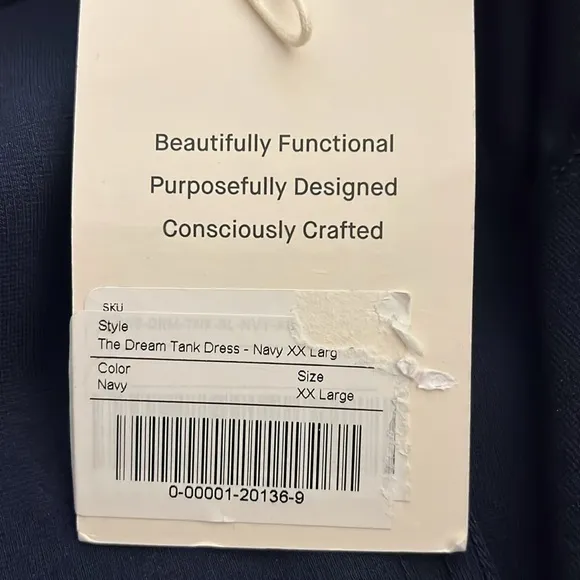 Beautifully Functional
Purposefully Designed
Consciously Crafted
SKU
Style
The Dream Tank Dress - Navy XX Larg
Color Size
Navy XX Large
0-00001-20136-9